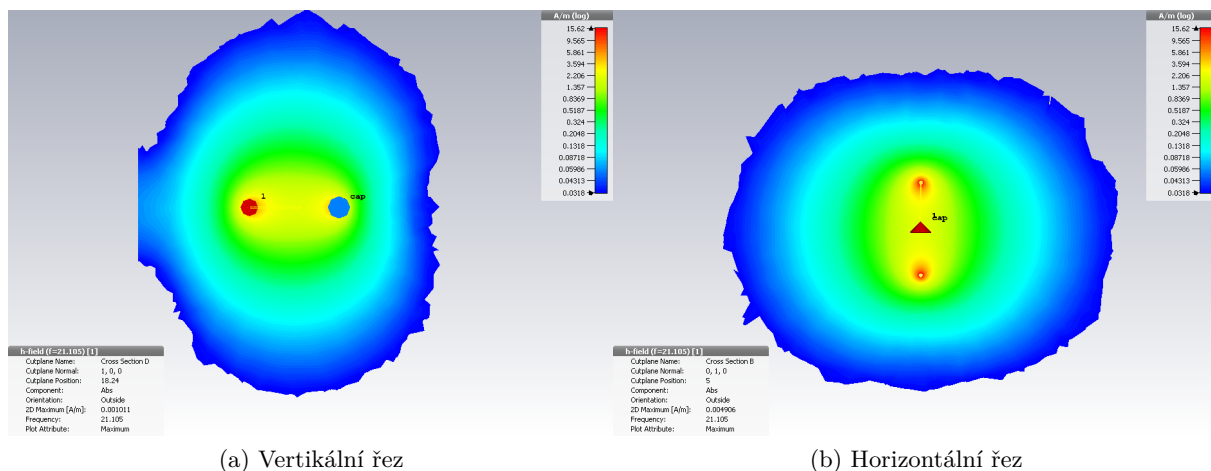 A/m (log)
15.62
9.565
5.861
3.594
2.206
1.357
0.8369
0.5187
0.324
0.2048
0.1318
0.08718
0.05986
0.04313
0.0318
1
cap
h-field (f=21.105) [1]
Cutplane Name: Cross Section D
Cutplane Normal: 1, 0, 0
Cutplane Position: 18.24
Component: Abs
Orientation: Outside
2D Maximum [A/m]: 0.001011
Frequency: 21.105
Plot Attribute: Maximum
(a) Vertikální řez
A/m (log)
15.62
9.565
5.861
3.594
2.206
1.357
0.8369
0.5187
0.324
0.2048
0.1318
0.08718
0.05986
0.04313
0.0318
cap
h-field (f=21.105) [1]
Cutplane Name: Cross Section B
Cutplane Normal: 0, 1, 0
Cutplane Position: 5
Component: Abs
Orientation: Outside
2D Maximum [A/m]: 0.004906
Frequency: 21.105
Plot Attribute: Maximum
(b) Horizontální řez